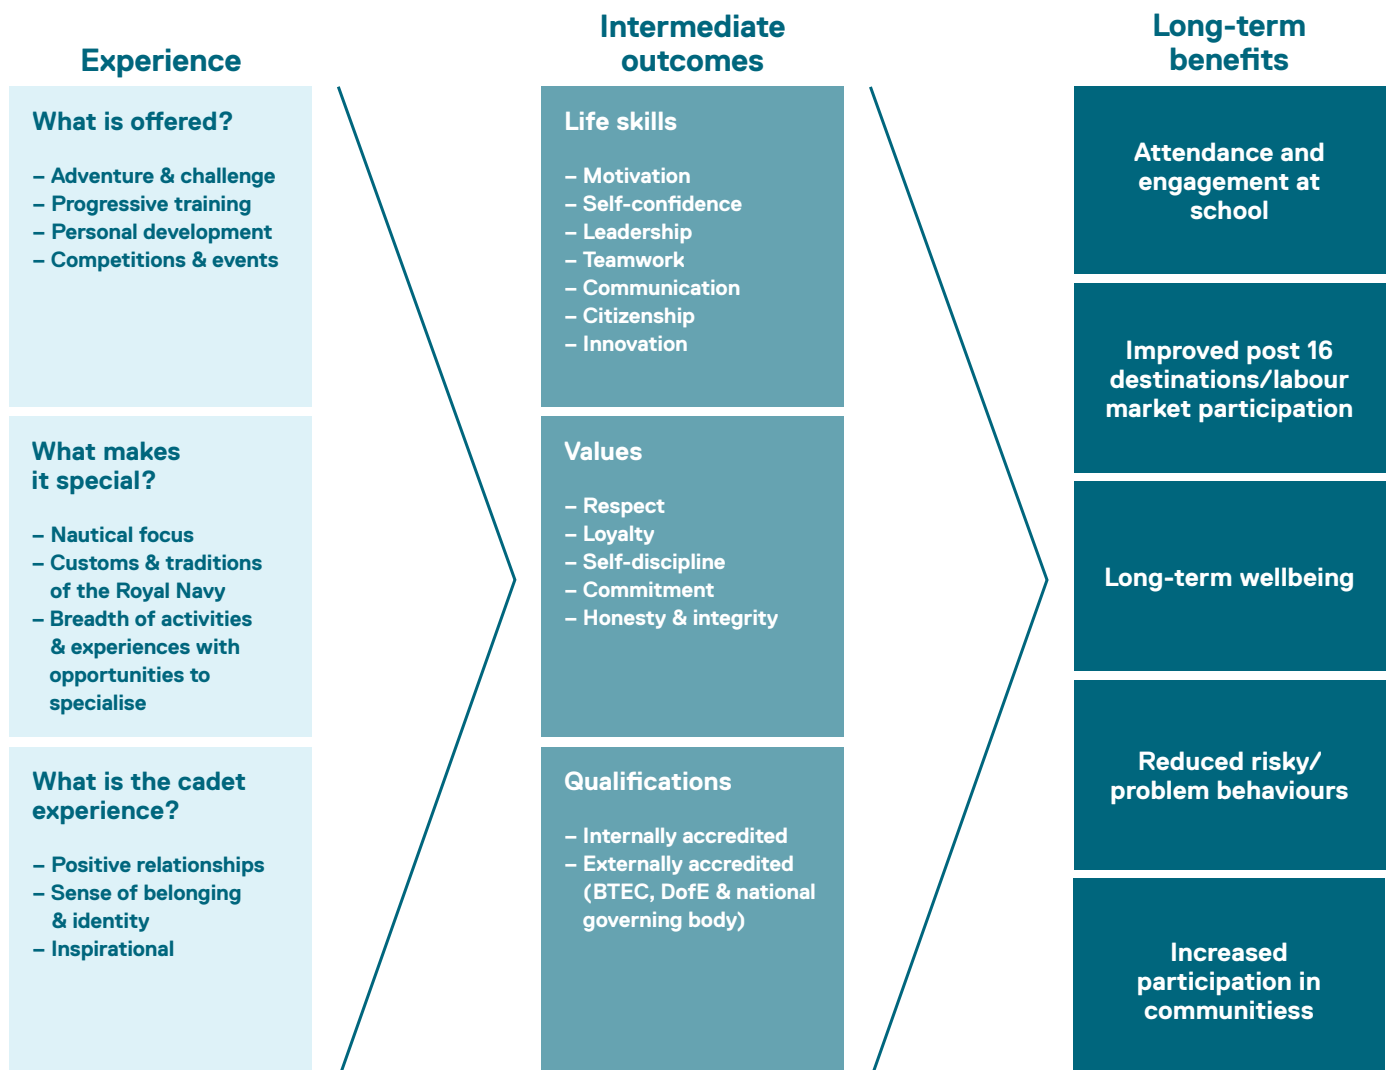 Experience
What is offered?
– Adventure & challenge
– Progressive training
– Personal development
– Competitions & events
What makes
it special?
– Nautical focus
– Customs & traditions
of the Royal Navy
– Breadth of activities
& experiences with
opportunities to
specialise
What is the cadet
experience?
– Positive relationships
– Sense of belonging
& identity
– Inspirational
Intermediate
outcomes
Life skills
– Motivation
– Self-confidence
– Leadership
– Teamwork
– Communication
– Citizenship
– Innovation
Values
– Respect
– Loyalty
– Self-discipline
– Commitment
– Honesty & integrity
Qualifications
– Internally accredited
– Externally accredited
(BTEC, DofE & national
governing body)
Long-term
benefits
Attendance and
engagement at
school
Improved post 16
destinations/labour
market participation
Long-term wellbeing
Reduced risky/
problem behaviours
Increased
participation in
communitiess